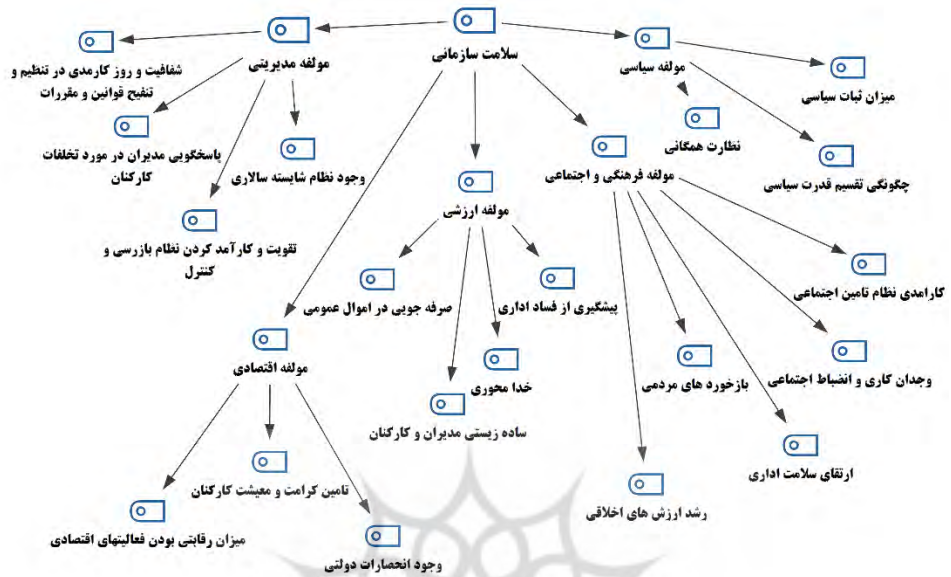 سلامت سازمانی
مولفه سیاسی
میزان ثبات سیاسی
نظارت همگانی
چگونگی تقسیم قدرت سیاسی
مولفه مدیریتی
شفافیت و روز کارمدی در تنظیم و
تنقیح قوانین و مقررات
پاسخگویی مدیران در مورد تخلفات
کارکنان
وجود نظام شایسته سالاری
تقویت و کارآمد کردن نظام بازرسی و
کنترل
مولفه فرهنگی و اجتماعی
کارامدی نظام تامین اجتماعی
وجدان کاری و انضباط اجتماعی
بازخورد های مردمی
ارتقای سلامت اداری
رشد ارزش های اخلاقی
مولفه ارزشی
پیشگیری از فساد اداری
صرفه جویی در اموال عمومی
خدا محوری
ساده زیستی مدیران و کارکنان
مولفه اقتصادی
تامین کرامت و معیشت کارکنان
میزان رقابتی بودن فعالیتهای اقتصادی
وجود انحصارات دولتی